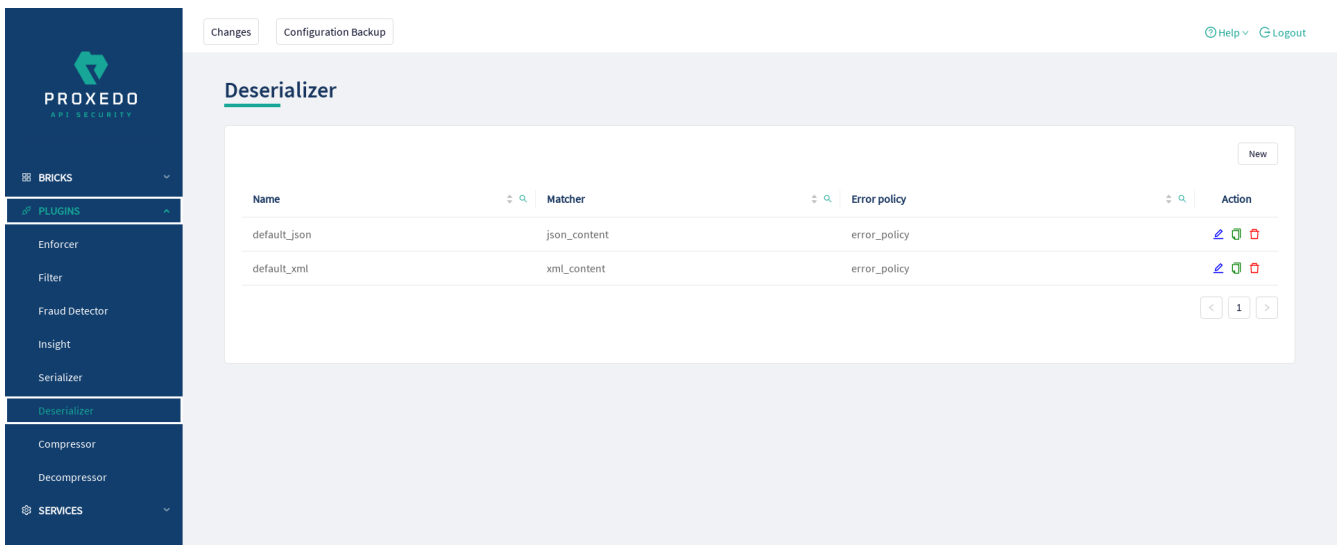 Changes Configuration Backup Help Logout
PROXEDO
API SECURITY
BRICKS
PLUGINS
Enforcer
Filter
Fraud Detector
Insight
Serializer
Deserializer
Compressor
Decompressor
SERVICES
Deserializer
New
Name Matcher Error policy Action
default_json json_content error_policy
default_xml xml_content error_policy
< 1 >